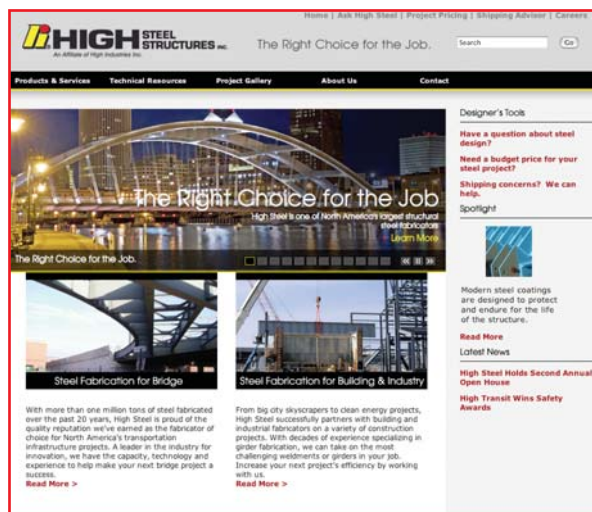 Home | Ask High Steel | Project Pricing | Shipping Advisor | Careers
HIGH STEEL STRUCTURES INC.
An Affiliate of High Industries Inc.
The Right Choice for the Job.
Search
Go
Products & Services
Technical Resources
Project Gallery
About Us
Contact
The Right Choice for the Job
High Steel is one of North America's largest structural
steel fabricators
Learn More
The Right Choice for the Job.
Steel Fabrication for Bridge
With more than one million tons of steel fabricated
over the past 20 years, High Steel is proud of the
quality reputation we've earned as the fabricator of
choice for North America's transportation
infrastructure projects. A leader in the industry for
innovation, we have the capacity, technology and
experience to help make your next bridge project a
success.
Read More >
Steel Fabrication for Building & Industry
From big city skyscrapers to clean energy projects,
High Steel successfully partners with building and
industrial fabricators on a variety of construction
projects. With decades of experience specializing in
girder fabrication, we can take on the most
challenging weldments or girders in your job.
Increase your next project's efficiency by working
with us.
Read More >
Designer's Tools
Have a question about steel
design?
Need a budget price for your
steel project?
Shipping concerns? We can
help.
Spotlight
Modern steel coatings
are designed to protect
and endure for the life
of the structure.
Read More
Latest News
High Steel Holds Second Annual
Open House
High Transit Wins Safety
Awards